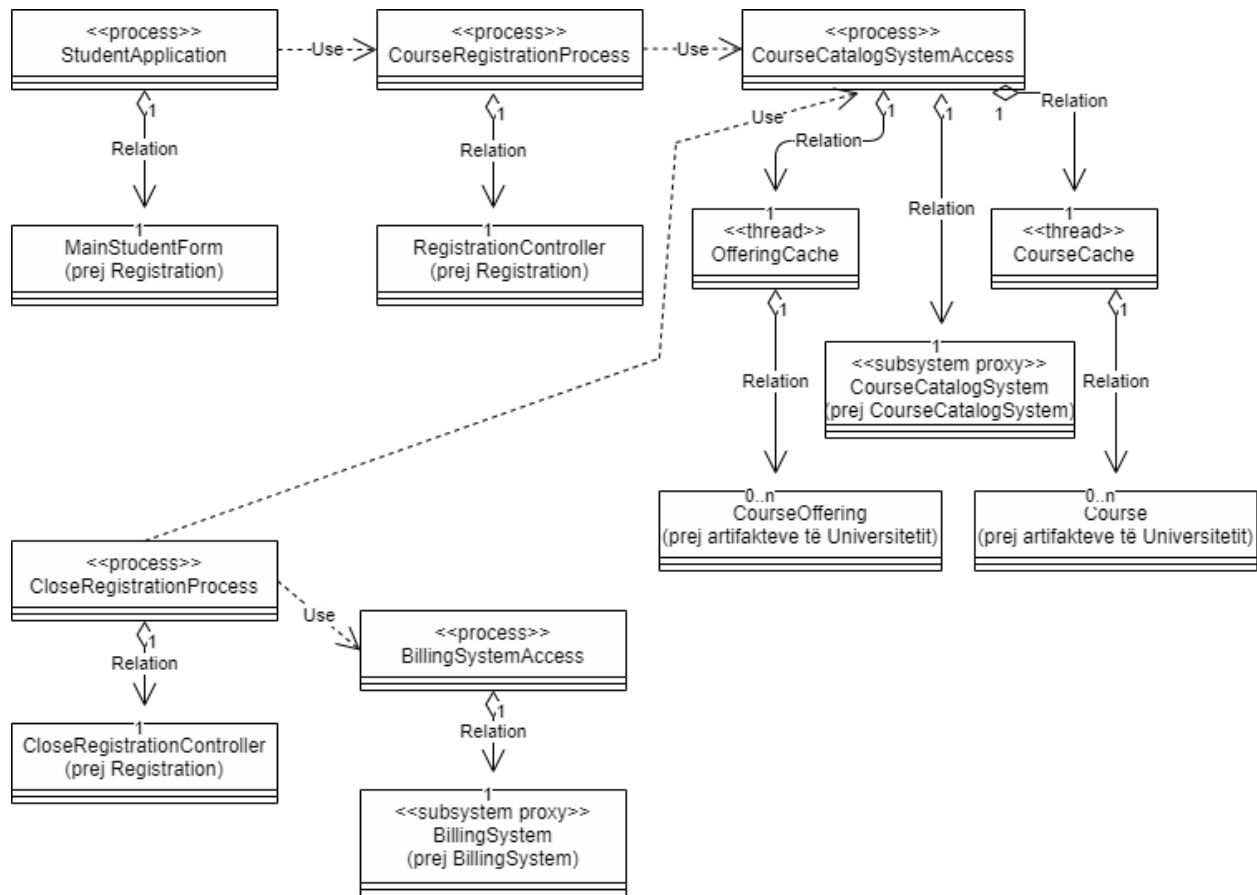 <<process>>
StudentApplication
Use
<<process>>
CourseRegistrationProcess
Use
<<process>>
CourseCatalogSystemAccess
1
Relation
1
MainStudentForm
(prej Registration)
1
Relation
1
RegistrationController
(prej Registration)
Use
1
Relation
1
Relation
1
Relation
1
<<thread>>
OfferingCache
1
<<thread>>
CourseCache
1
<<subsystem proxy>>
CourseCatalogSystem
(prej CourseCatalogSystem)
1
Relation
1
Relation
0..n
CourseOffering
(prej artifakteve të Universitetit)
0..n
Course
(prej artifakteve të Universitetit)
<<process>>
CloseRegistrationProcess
Use
1
Relation
1
CloseRegistrationController
(prej Registration)
<<process>>
BillingSystemAccess
1
Relation
1
<<subsystem proxy>>
BillingSystem
(prej BillingSystem)